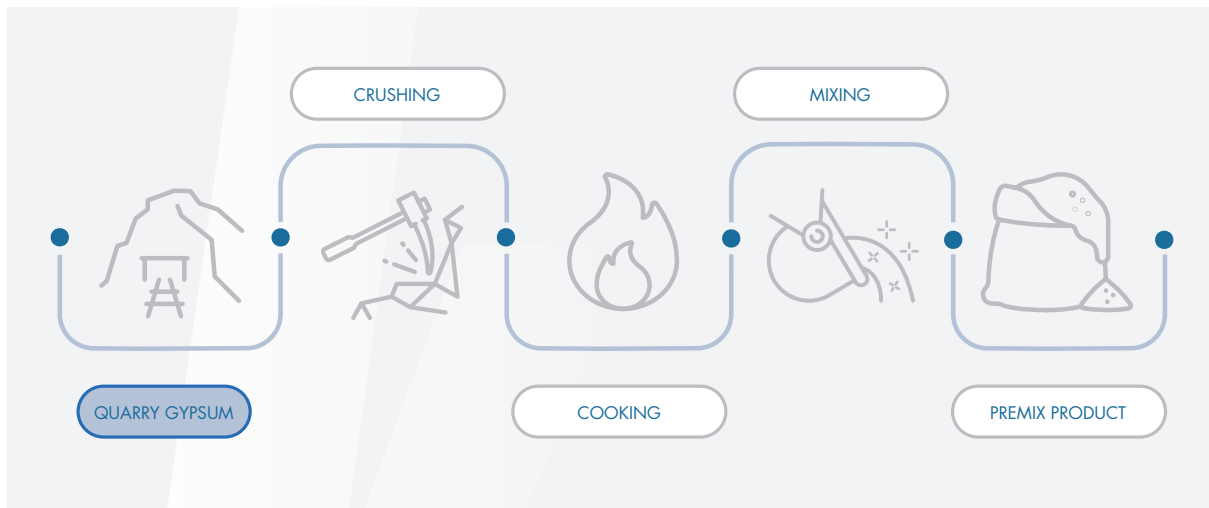 CRUSHING
MIXING
QUARRY GYPSUM
COOKING
PREMIX PRODUCT